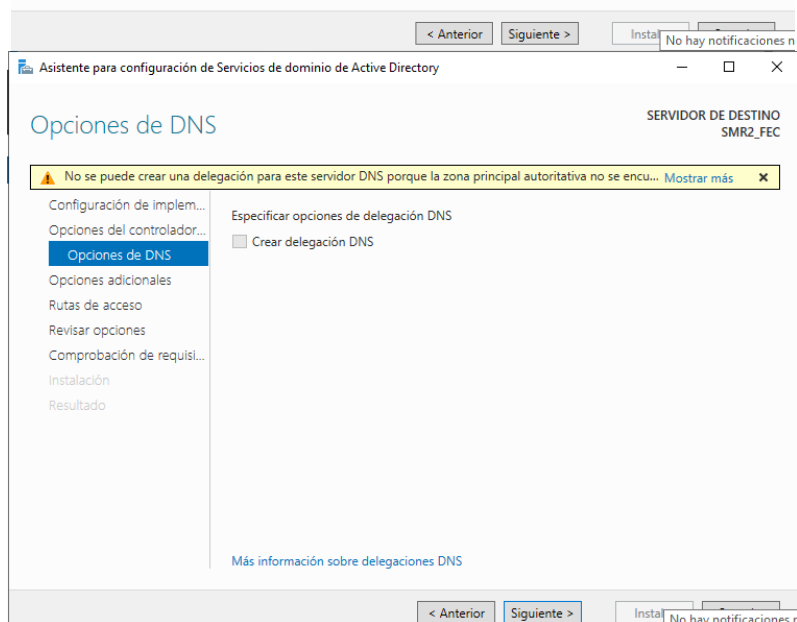 < Anterior Siguiente > Instal
No hay notificaciones n
Asistente para configuración de Servicios de dominio de Active Directory
Opciones de DNS
SERVIDOR DE DESTINO
SMR2_FEC
No se puede crear una delegación para este servidor DNS porque la zona principal autoritativa no se encu... Mostrar más
Configuración de implem...
Opciones del controlador...
Opciones de DNS
Opciones adicionales
Rutas de acceso
Revisar opciones
Comprobación de requisi...
Instalación
Resultado
Especificar opciones de delegación DNS
Crear delegación DNS
Más información sobre delegaciones DNS
< Anterior Siguiente > Instal
No hay notificaciones n